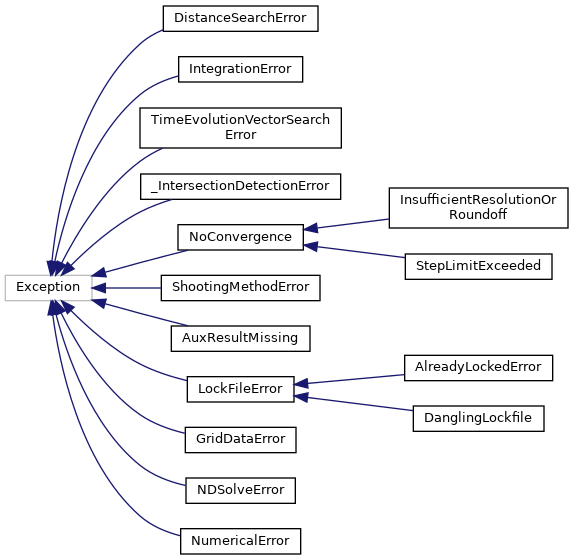 DistanceSearchError
IntegrationError
TimeEvolutionVectorSearch
Error
_IntersectionDetectionError
InsufficientResolutionOr
Roundoff
NoConvergence
StepLimitExceeded
Exception
ShootingMethodError
AuxResultMissing
AlreadyLockedError
LockFileError
DanglingLockfile
GridDataError
NDSolveError
NumericalError